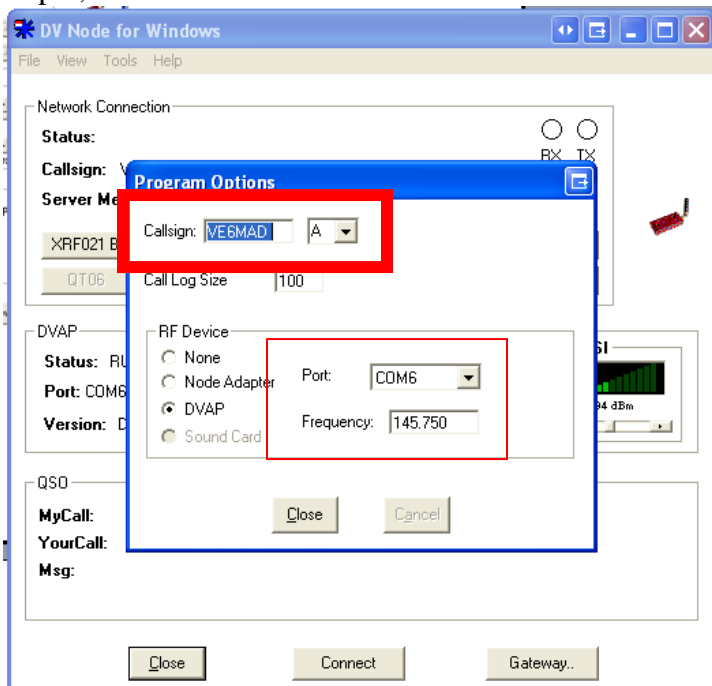 DV Node for Windows
File View Tools Help
Network Connection
Status:
RX TX
Callsign:
Program Options
Server Me
Callsign: VE6MAD A
XRF021 B
QT06
Call Log Size 100
DVAP
RF Device
SI
Status: RU
None
Port: COM6
Node Adapter
Port: COM6
94 dBm
DVAP
Version: D
Frequency: 145.750
Sound Card
QSO
MyCall:
Close Cancel
YourCall:
Msg:
Close Connect Gateway..